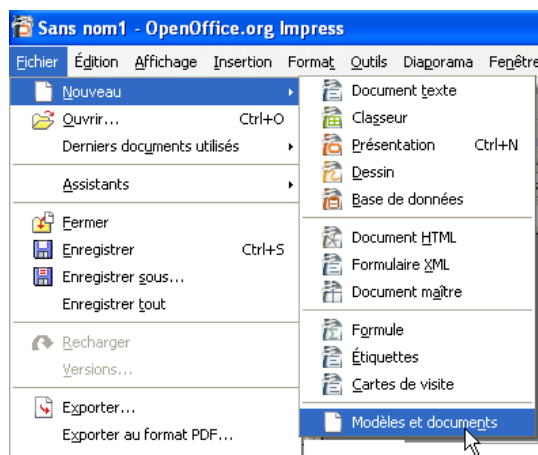 Sans nom1 - OpenOffice.org Impress
Fichier Édition Affichage Insertion Format Outils Diaporama Fenêtre
Nouveau
Ouvrir... Ctrl+O
Derniers documents utilisés
Assistants
Fermer
Enregistrer Ctrl+S
Enregistrer sous...
Enregistrer tout
Recharger
Versions...
Exporter...
Exporter au format PDF...
Document texte
Classeur
Présentation Ctrl+N
Dessin
Base de données
Document HTML
Formulaire XML
Document maître
Formule
Étiquettes
Cartes de visite
Modèles et documents